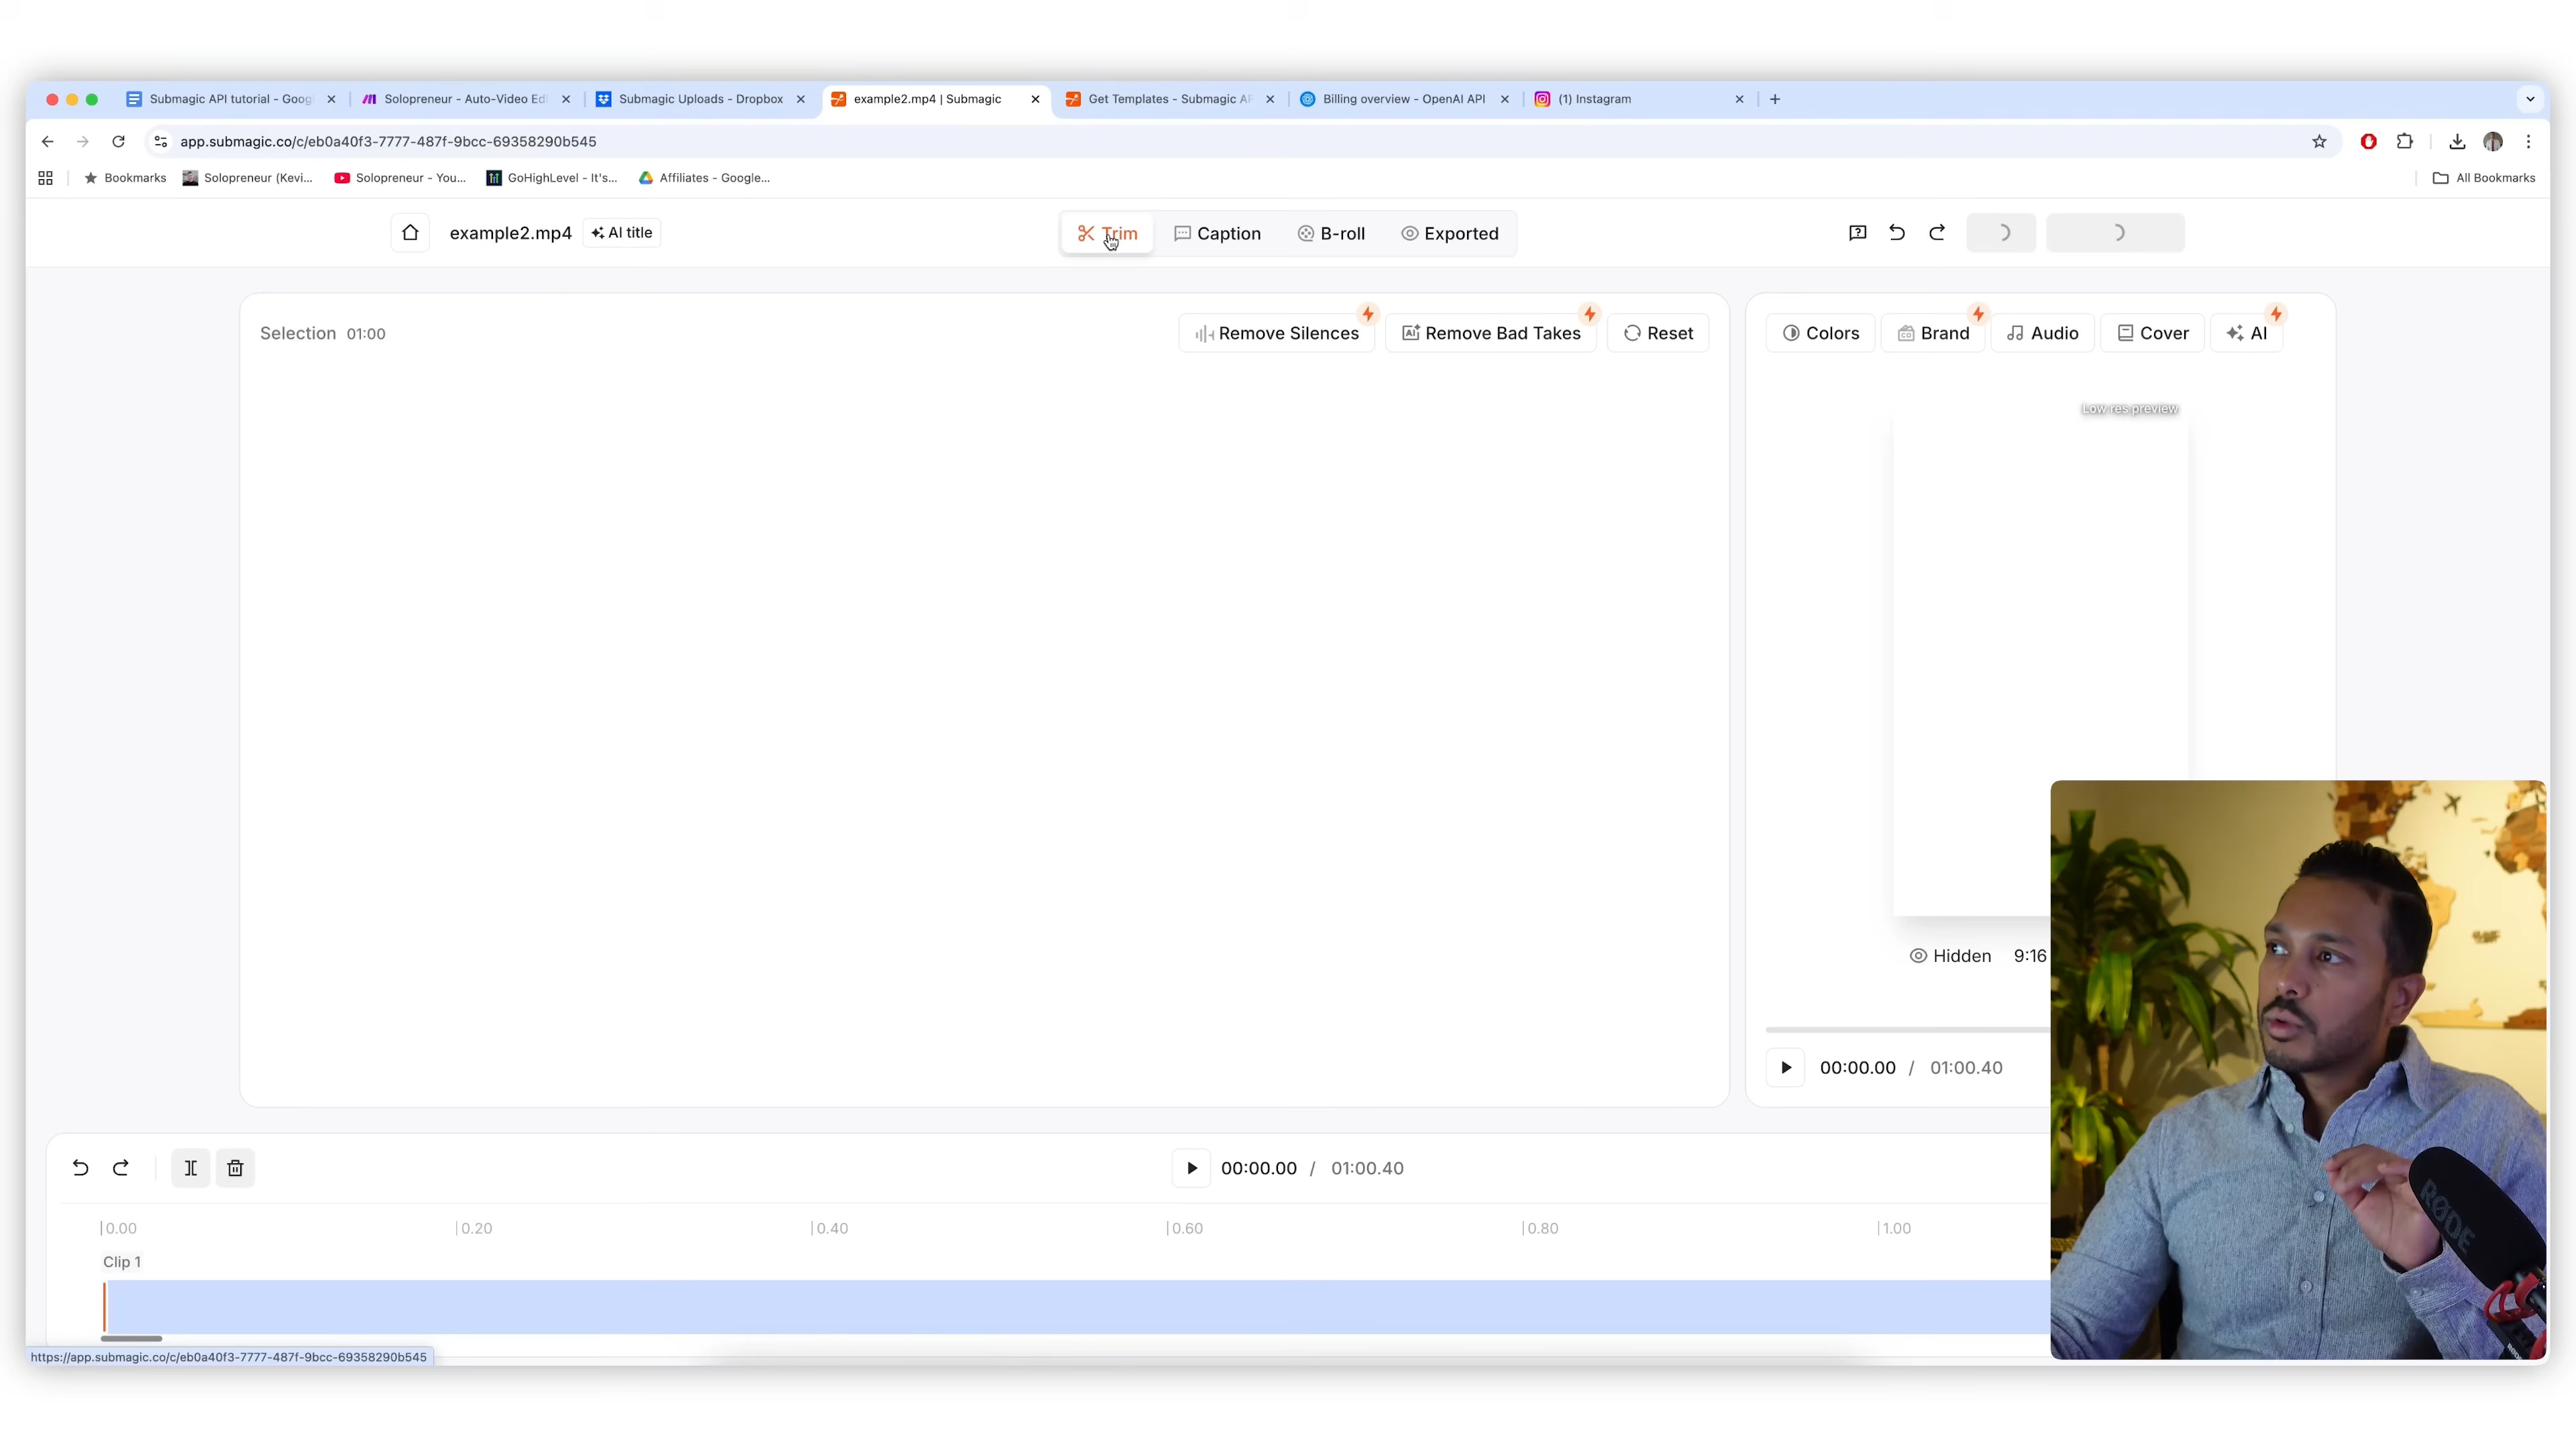 Submagic API tutorial - Goog
Solopreneur - Auto-Video Edi
Submagic Uploads - Dropbox
example2.mp4 | Submagic
Get Templates - Submagic AP
Billing overview - OpenAI API
(1) Instagram
app.submagic.co/c/eb0a40f3-7777-487f-9bcc-69358290b545
Bookmarks
Solopreneur (Kevi...
Solopreneur - You...
GoHighLevel - It's...
Affiliates - Google...
All Bookmarks
example2.mp4
AI title
Trim
Caption
B-roll
Exported
Selection 01:00
Remove Silences
Remove Bad Takes
Reset
Colors
Brand
Audio
Cover
AI
Low res preview
Hidden
9:16
00:00.00 / 01:00.40
00:00.00 / 01:00.40
0.00
0.20
0.40
0.60
0.80
1.00
Clip 1
https://app.submagic.co/c/eb0a40f3-7777-487f-9bcc-69358290b545
RØDE